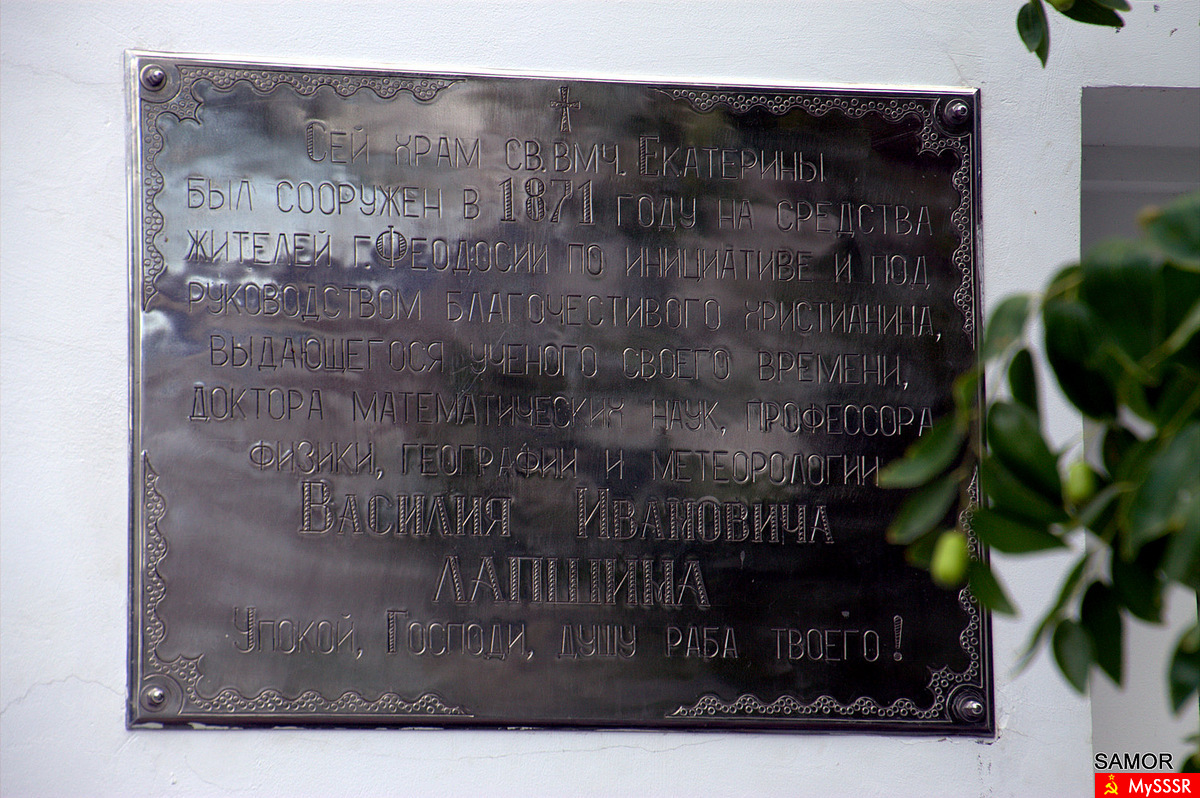 Сей храм св.вмч. Екатерины
был сооружен в 1871 году на средства
жителей г.Феодосии по инициативе и под
руководством благочестивого христианина,
выдающегося ученого своего времени,
доктора математических наук, профессора
физики, географии и метеорологии
Василия Ивановича
Лапшина
Упокой, Господи, душу раба твоего!
SAMOR
MySSSR